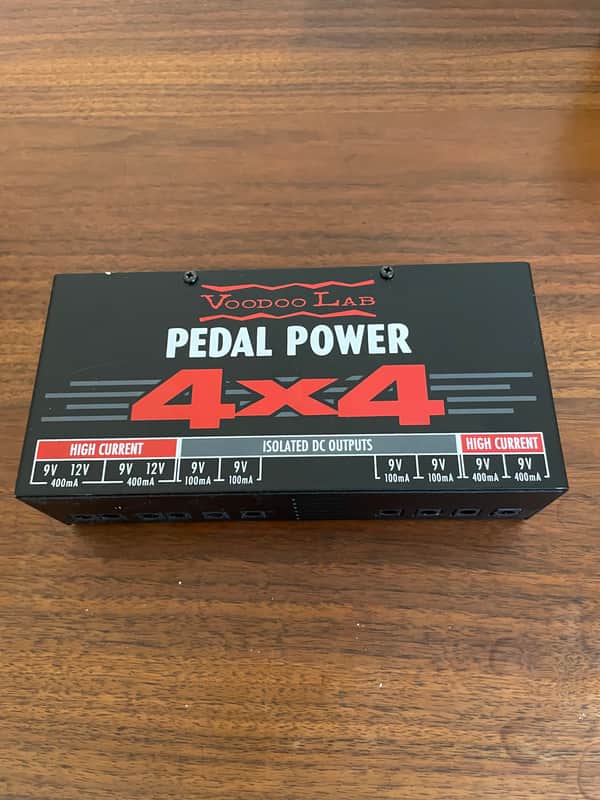 VOODOO LAB
PEDAL POWER
4x4
HIGH CURRENT ISOLATED DC OUTPUTS HIGH CURRENT
9V 12V 9V 12V 9V 9V 9V 9V 9V 9V
400mA 400mA 100mA 100mA 100mA 100mA 400mA 400mA